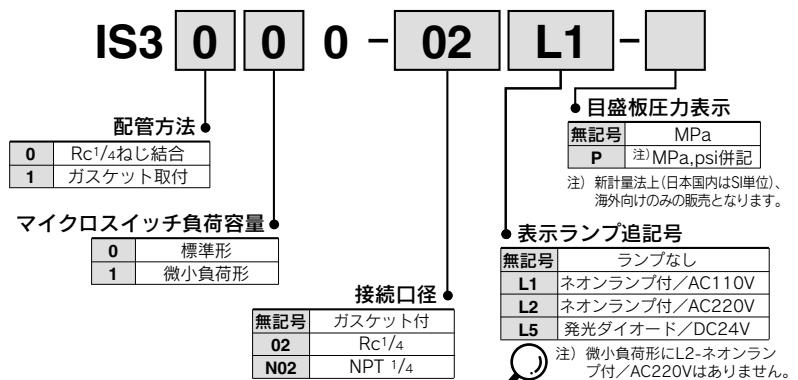 IS3 0 0 0 - 02 L1 -
配管方法
0 Rc1/4ねじ結合
1 ガスケット取付
マイクロスイッチ負荷容量
0 標準形
1 微小負荷形
接続口径
無記号 ガスケット付
02 Rc1/4
N02 NPT 1/4
目盛板圧力表示
無記号 MPa
P 注)MPa,psi併記
注) 新計量法上(日本国内はSI単位)、
海外向けのみの販売となります。
表示ランプ追記号
無記号 ランプなし
L1 ネオンランプ付／AC110V
L2 ネオンランプ付／AC220V
L5 発光ダイオード／DC24V
注) 微小負荷形にL2-ネオンラン
プ付／AC220Vはありません。